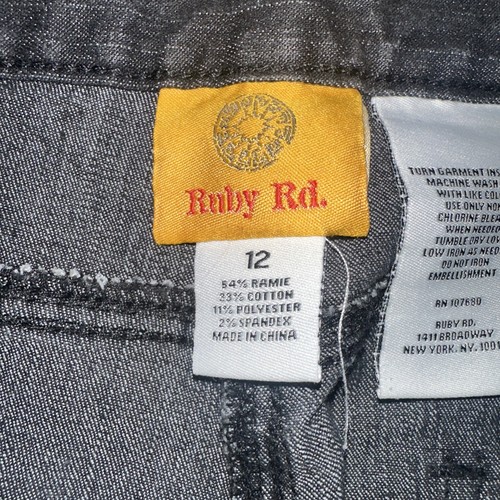 Ruby Rd.
12
54% RAMIE
33% COTTON
11% POLYESTER
2% SPANDEX
MADE IN CHINA
TURN GARMENT INS
MACHINE WASH
WITH LIKE COL
USE ONLY NON
CHLORINE BLEA
WHEN NEEDED
TUMBLE DRY LO
LOW IRON AS NEED
DO NOT IRON
EMBELLISHMENT
RN 107690
RUBY RD.
1411 BROADWAY
NEW YORK, NY. 1001